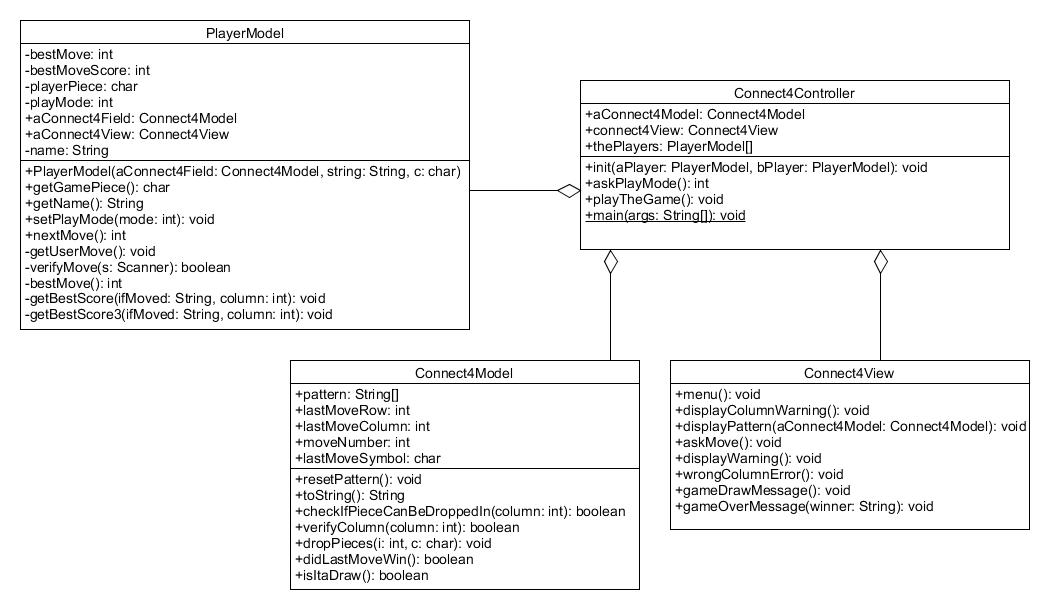 PlayerModel
-bestMove: int
-bestMoveScore: int
-playerPiece: char
-playMode: int
+aConnect4Field: Connect4Model
+aConnect4View: Connect4View
-name: String
+PlayerModel(aConnect4Field: Connect4Model, string: String, c: char)
+getGamePiece(): char
+getName(): String
+setPlayMode(mode: int): void
+nextMove(): int
-getUserMove(): void
-verifyMove(s: Scanner): boolean
-bestMove(): int
-getBestScore(ifMoved: String, column: int): void
-getBestScore3(ifMoved: String, column: int): void
Connect4Controller
+aConnect4Model: Connect4Model
+connect4View: Connect4View
+thePlayers: PlayerModel[]
+init(aPlayer: PlayerModel, bPlayer: PlayerModel): void
+askPlayMode(): int
+playTheGame(): void
+main(args: String[]): void
Connect4Model
+pattern: String[]
+lastMoveRow: int
+lastMoveColumn: int
+moveNumber: int
+lastMoveSymbol: char
+resetPattern(): void
+toString(): String
+checkIfPieceCanBeDroppedIn(column: int): boolean
+verifyColumn(column: int): boolean
+dropPieces(i: int, c: char): void
+didLastMoveWin(): boolean
+isItaDraw(): boolean
Connect4View
+menu(): void
+displayColumnWarning(): void
+displayPattern(aConnect4Model: Connect4Model): void
+askMove(): void
+displayWarning(): void
+wrongColumnError(): void
+gameDrawMessage(): void
+gameOverMessage(winner: String): void